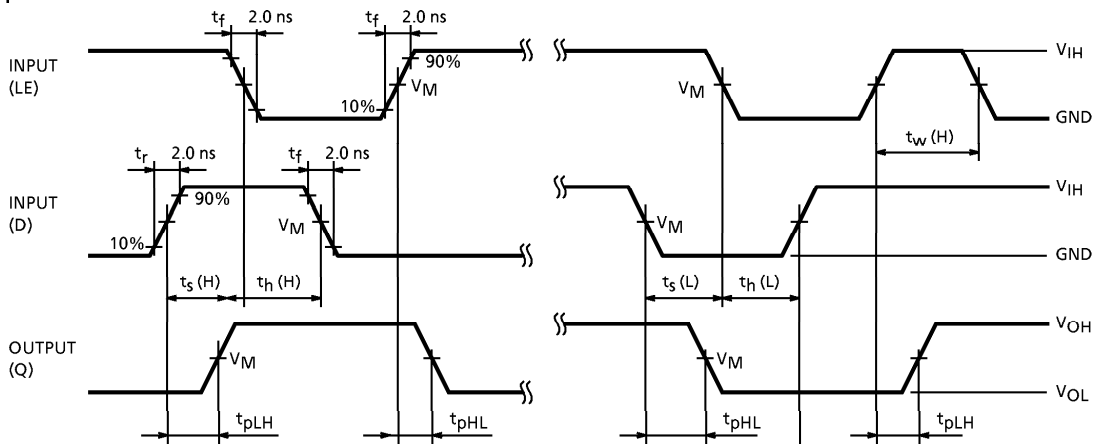 tf 2.0 ns tf 2.0 ns
INPUT
(LE)
90%
VM
10%
VM
VIH
GND
tw (H)
tr 2.0 ns tf 2.0 ns
INPUT
(D)
90%
VM
10%
VM
VIH
GND
ts (H) th (H) ts (L) th (L)
OUTPUT
(Q)
VM
VM
VOH
VOL
tpLH tpHL tpHL tpLH